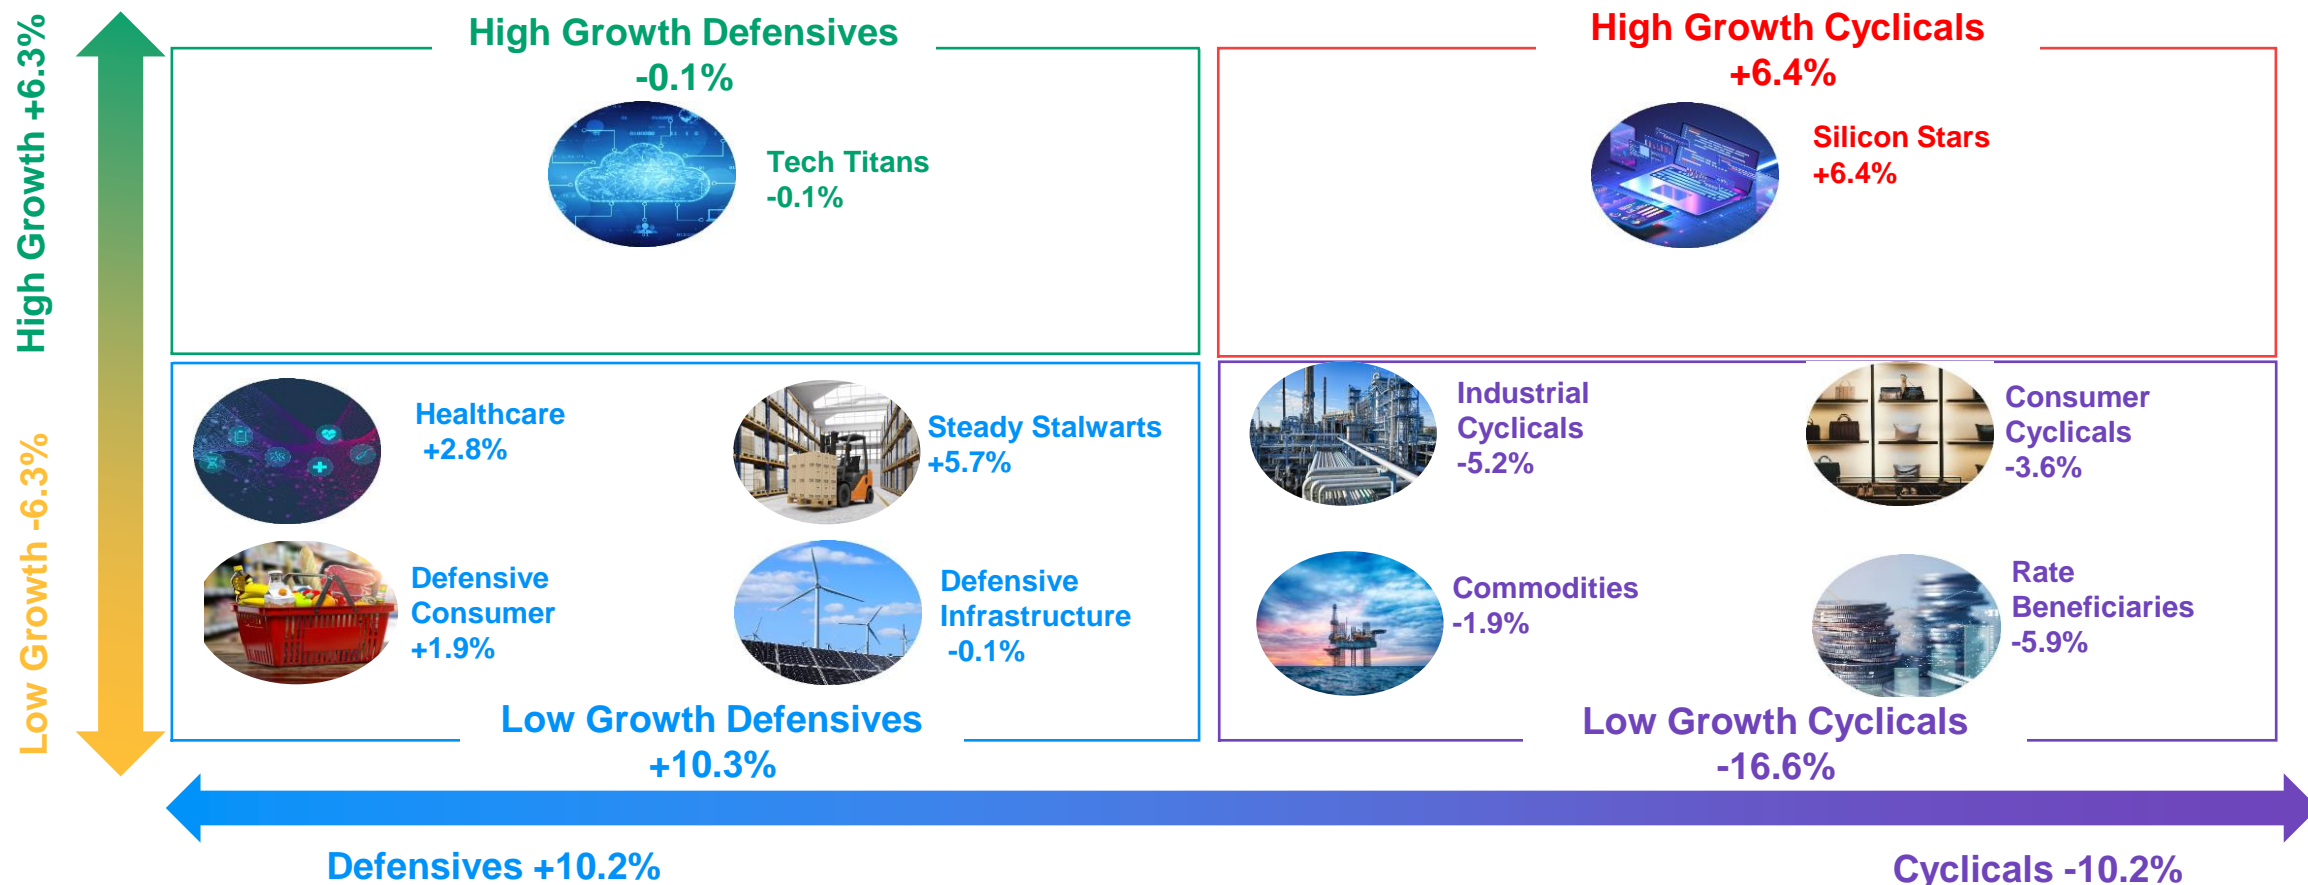 High Growth +6.3%
Low Growth -6.3%
High Growth Defensives
-0.1%
Tech Titans
-0.1%
High Growth Cyclicals
+6.4%
Silicon Stars
+6.4%
Healthcare
+2.8%
Steady Stalwarts
+5.7%
Defensive
Consumer
+1.9%
Defensive
Infrastructure
-0.1%
Low Growth Defensives
+10.3%
Industrial
Cyclicals
-5.2%
Consumer
Cyclicals
-3.6%
Commodities
-1.9%
Rate
Beneficiaries
-5.9%
Low Growth Cyclicals
-16.6%
Defensives +10.2%
Cyclicals -10.2%